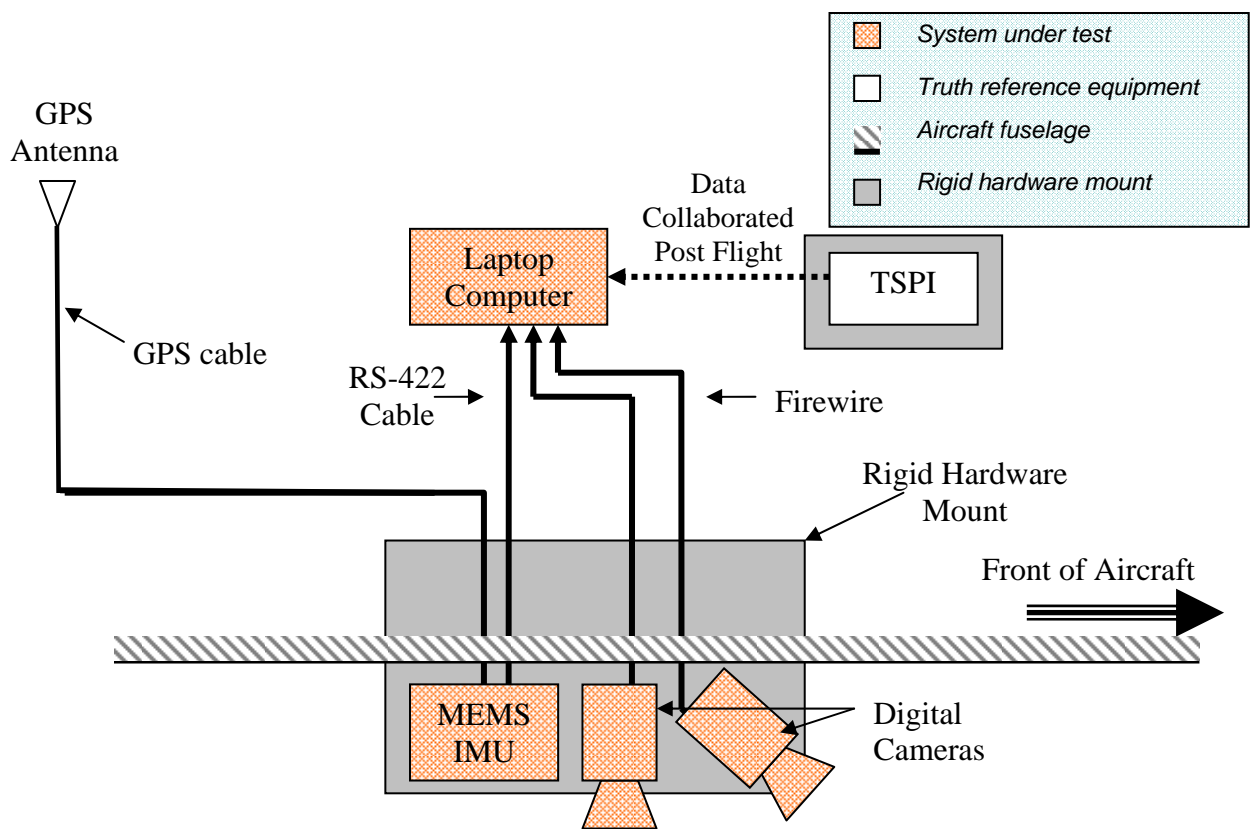 System under test
Truth reference equipment
Aircraft fuselage
Rigid hardware mount
GPS
Antenna
Data
Collaborated
Post Flight
Laptop
Computer
TSPI
GPS cable
RS-422
Cable
Firewire
Rigid Hardware
Mount
Front of Aircraft
MEMS
IMU
Digital
Cameras